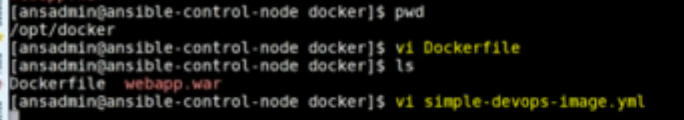 [ansadmin@ansible-control-node docker]$ pwd
/opt/docker
[ansadmin@ansible-control-node docker]$ vi Dockerfile
[ansadmin@ansible-control-node docker]$ ls
Dockerfile  webapp.war
[ansadmin@ansible-control-node docker]$ vi simple-devops-image.yml